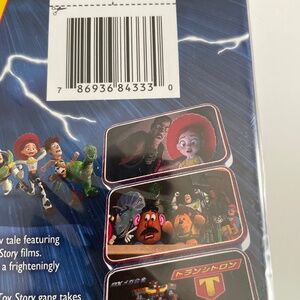 7 86936 84333 0
w tale featuring
Story films.
a frighteningly
Toy Story gang takes
トランシトロン
T